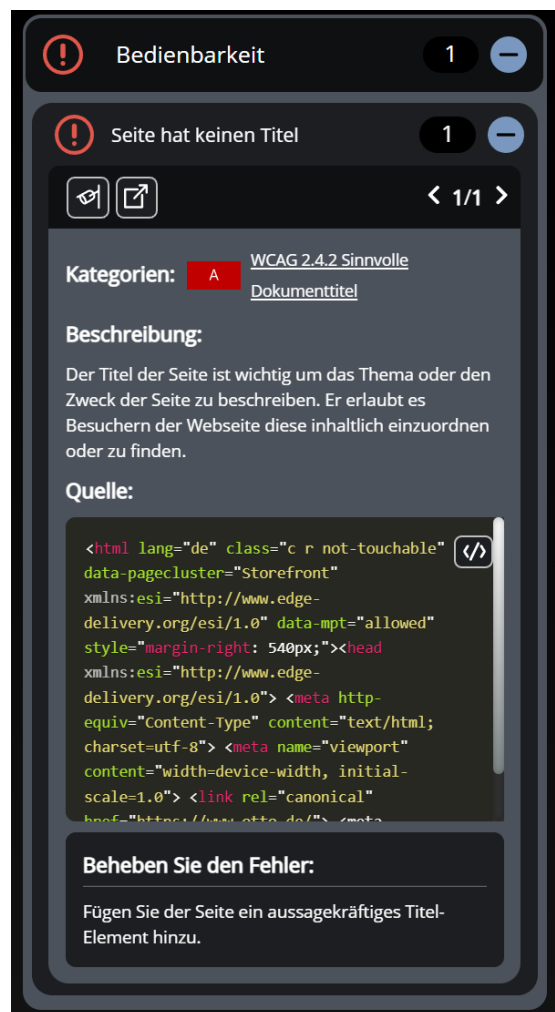 Bedienbarkeit 1
Seite hat keinen Titel 1
1/1
Kategorien: A WCAG 2.4.2 Sinnvolle
Dokumenttitel
Beschreibung:
Der Titel der Seite ist wichtig um das Thema oder den
Zweck der Seite zu beschreiben. Er erlaubt es
Besuchern der Webseite diese inhaltlich einzuordnen
oder zu finden.
Quelle:
<html lang="de" class="c r not-touchable"
data-pagecluster="Storefront"
xmlns:esi="http://www.edge-
delivery.org/esi/1.0" data-mpt="allowed"
style="margin-right: 540px;"><head
xmlns:esi="http://www.edge-
delivery.org/esi/1.0"> <meta http-
equiv="Content-Type" content="text/html;
charset=utf-8"> <meta name="viewport"
content="width=device-width, initial-
scale=1.0"> <link rel="canonical"
href="https://www.otto.de/"> <meta
Beheben Sie den Fehler:
Fügen Sie der Seite ein aussagekräftiges Titel-
Element hinzu.